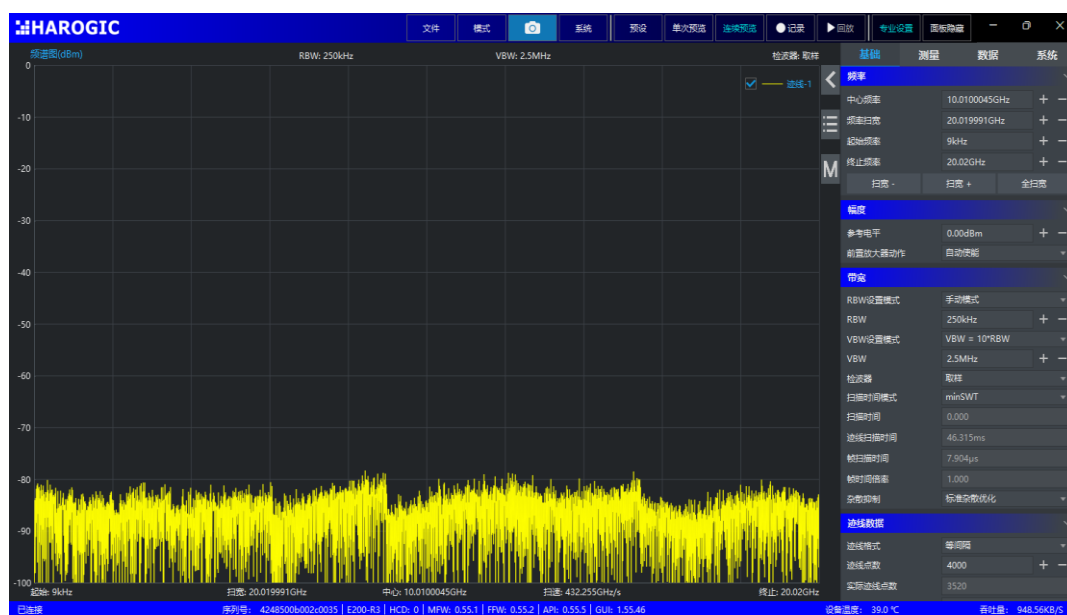 HAROGIC 文件 模式 系统 预设 单次预览 连续预览 记录 回放 专业设置 面板隐藏
频谱图(dBm) RBW: 250kHz VBW: 2.5MHz 检波器: 取样
迹线-1
M
0
-10
-20
-30
-40
-50
-60
-70
-80
-90
-100
起始: 9kHz 扫宽: 20.019991GHz 中心: 10.0100045GHz 扫速: 432.255GHz/s 终止: 20.02GHz
基础 测量 数据 系统
频率
中心频率 10.0100045GHz + −
频率扫宽 20.019991GHz + −
起始频率 9kHz + −
终止频率 20.02GHz + −
扫宽 - 扫宽 + 全扫宽
幅度
参考电平 0.00dBm + −
前置放大器动作 自动使能
带宽
RBW设置模式 手动模式
RBW 250kHz + −
VBW设置模式 VBW = 10*RBW
VBW 2.5MHz + −
检波器 取样
扫描时间模式 minSWT
扫描时间 0.000
迹线扫描时间 46.315ms
帧扫描时间 7.904μs
帧时间倍率 1.000
杂散抑制 标准杂散优化
迹线数据
迹线格式 等间隔
迹线点数 4000 + −
实际迹线点数 3520
已连接 序列号: 4248500b002c0035 | E200-R3 | HCD: 0 | MFW: 0.55.1 | FFW: 0.55.2 | API: 0.55.5 | GUI: 1.55.46 设备温度: 39.0 °C 吞吐量: 948.56KB/S